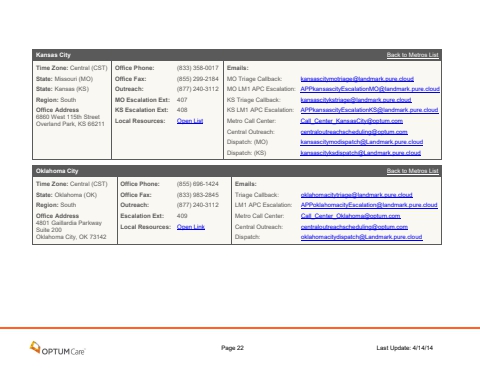 Kansas City Back to Metros List
Time Zone: Central (CST) Office Phone: (833) 358-0017 Emails:
State: Missouri (MO) Office Fax: (855) 299-2184 MO Triage Callback: kansascitymotriage@landmark.pure.cloud
State: Kansas (KS) Outreach: (877) 240-3112 MO LM1 APC Escalation: APPkansascityEscalationMO@landmark.pure.cloud
Region: South MO Escalation Ext: 407 KS Triage Callback: kansascitykstriage@landmark.pure.cloud
Office Address KS Escalation Ext: 408 KS LM1 APC Escalation: APPkansascityEscalationKS@landmark.pure.cloud
6860 West 115th Street Local Resources: Open List Metro Call Center: Call_Center_KansasCity@optum.com
Overland Park, KS 66211
Central Outreach: centraloutreachscheduling@optum.com
Dispatch: (MO) kansascitymodispatch@Landmark.pure.cloud
Dispatch: (KS) kansascityksdispatch@Landmark.pure.cloud
Oklahoma City Back to Metros List
Time Zone: Central (CST) Office Phone: (855) 696-1424 Emails:
State: Oklahoma (OK) Office Fax: (833) 983-2845 Triage Callback: oklahomacitytriage@landmark.pure.cloud
Region: South Outreach: (877) 240-3112 LM1 APC Escalation: APPoklahomacityEscalation@landmark.pure.cloud
Office Address Escalation Ext: 409 Metro Call Center: Call_Center_Oklahoma@optum.com
4801 Gaillardia Parkway Local Resources: Open Link Central Outreach: centraloutreachscheduling@optum.com
Suite 200
Oklahoma City, OK 73142 Dispatch: oklahomacitydispatch@Landmark.pure.cloud
OPTUMCare Page 22 Last Update: 4/14/14